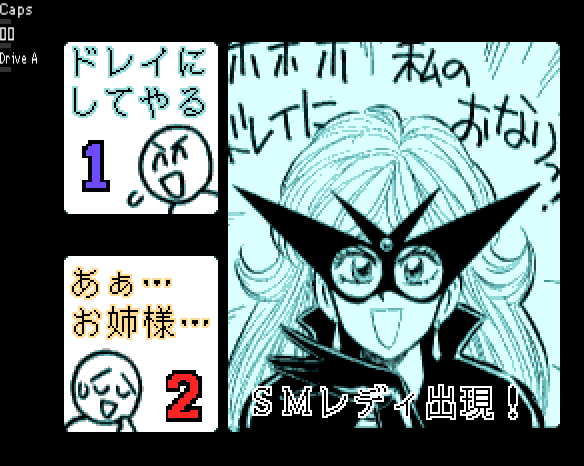 Caps
00
Drive A
ドレイに
してやる
1
あぁ…
お姉様…
2
ホホホ 私の
ドレイに おなり
SMレディ出現！